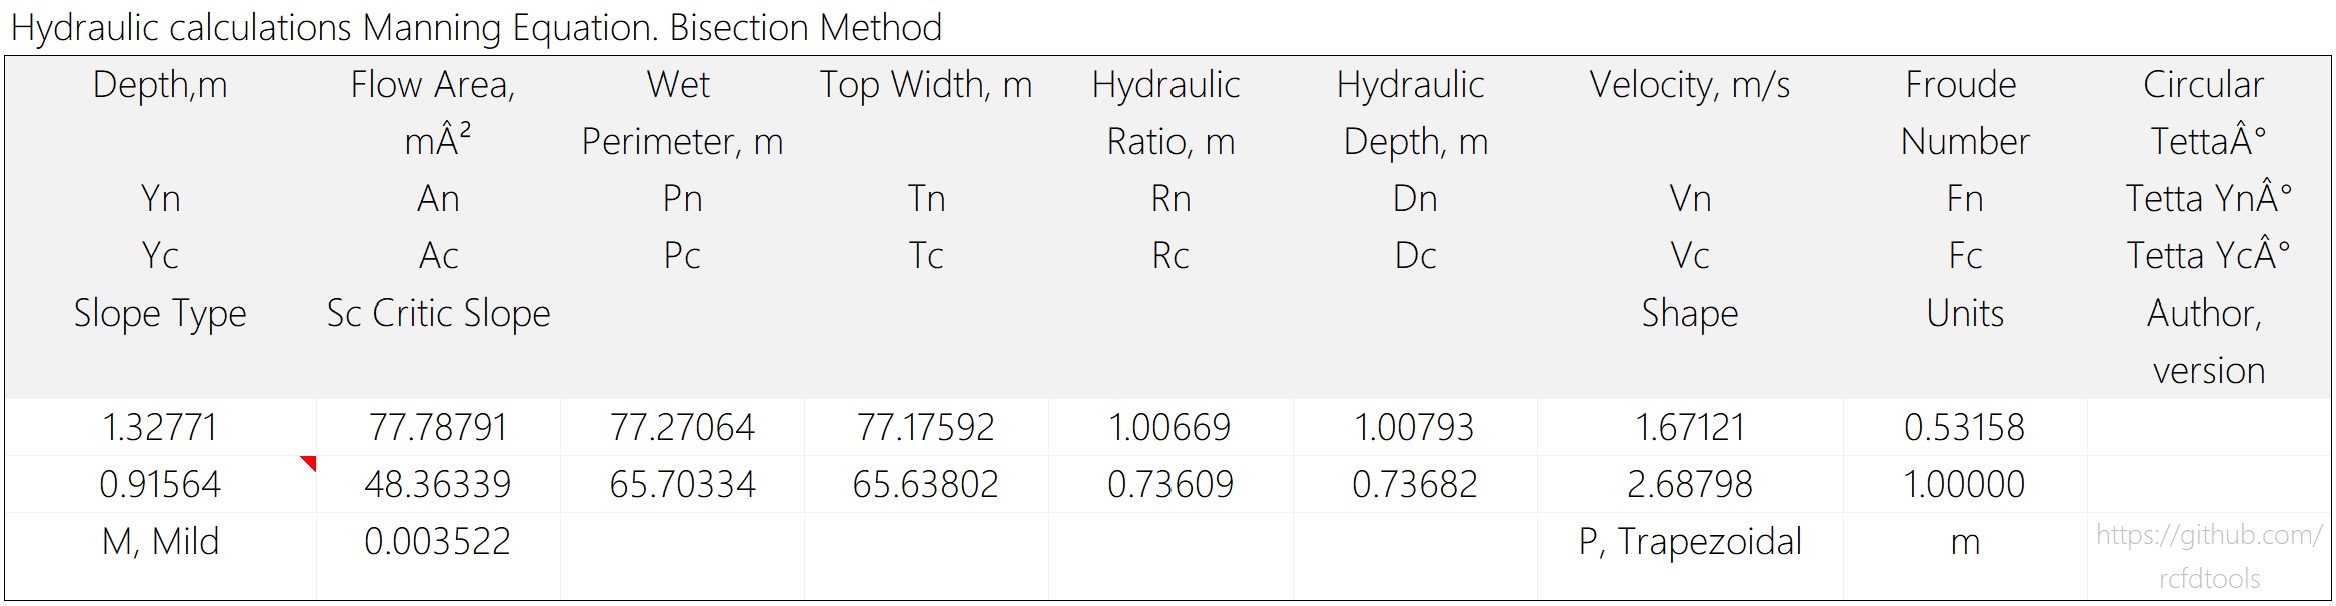 Hydraulic calculations Manning Equation. Bisection Method
Depth,m Flow Area, Wet Top Width, m Hydraulic Hydraulic Velocity, m/s Froude Circular
mÂ² Perimeter, m Ratio, m Depth, m Number TettaÂ°
Yn An Pn Tn Rn Dn Vn Fn Tetta YnÂ°
Yc Ac Pc Tc Rc Dc Vc Fc Tetta YcÂ°
Slope Type Sc Critic Slope Shape Units Author,
version
1.32771 77.78791 77.27064 77.17592 1.00669 1.00793 1.67121 0.53158
0.91564 48.36339 65.70334 65.63802 0.73609 0.73682 2.68798 1.00000
M, Mild 0.003522 P, Trapezoidal m https://github.com/
rcfdtools